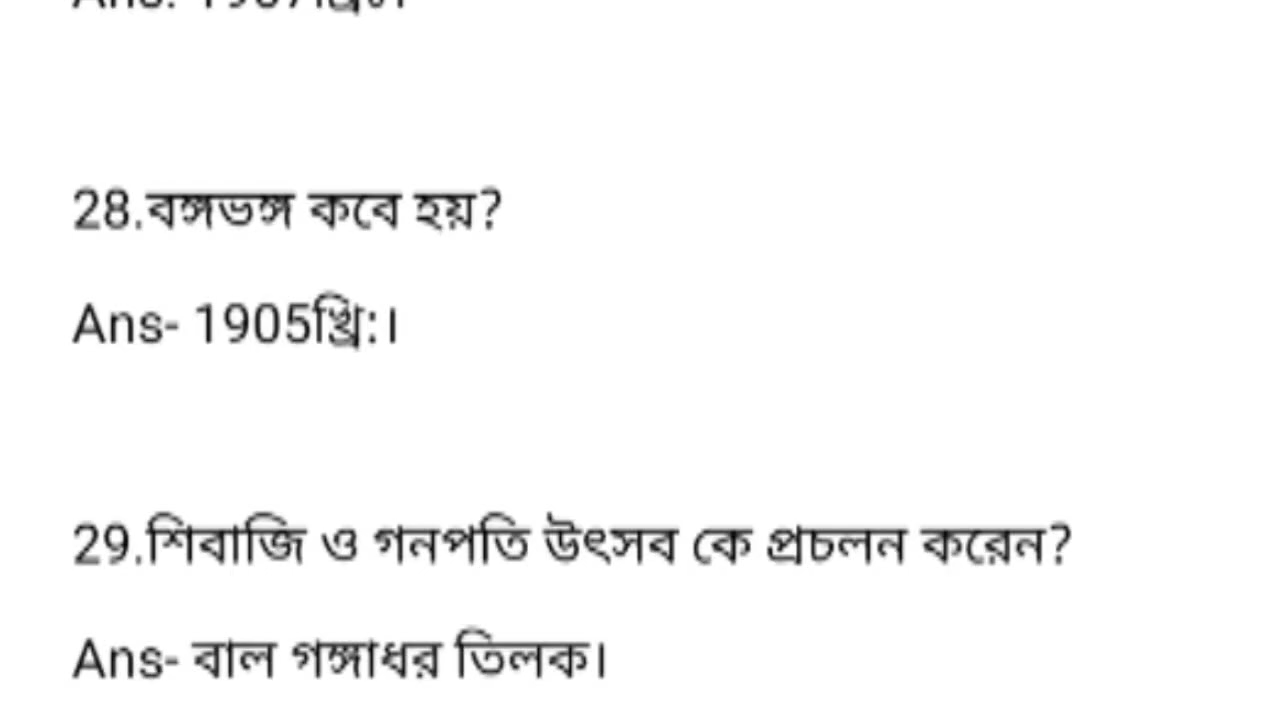 28.বঙ্গভঙ্গ কবে হয়?
Ans- 1905খ্রি:।
29.শিবাজি ও গনপতি উৎসব কে প্রচলন করেন?
Ans- বাল গঙ্গাধর তিলক।